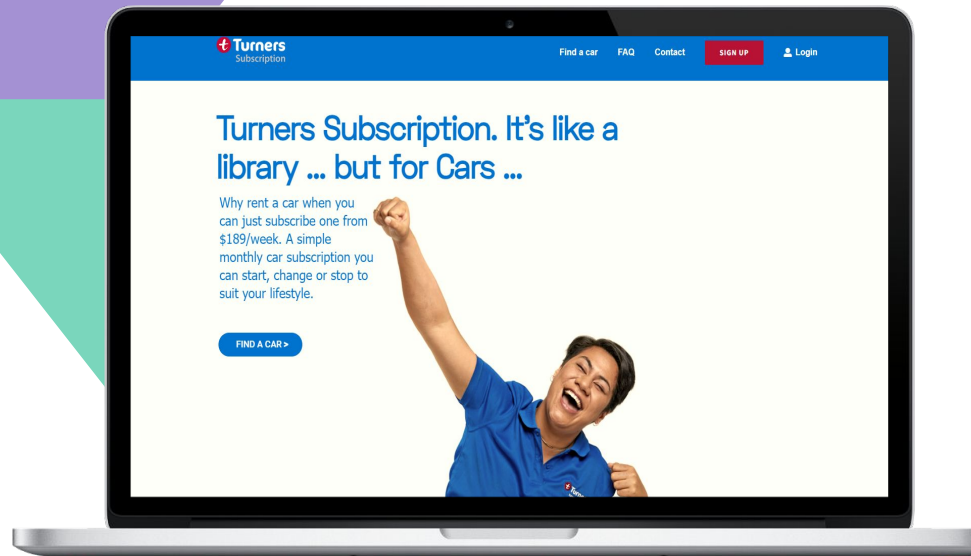 Turners
Subscription
Find a car
FAQ
Contact
SIGN UP
Login
Turners Subscription. It's like a
library ... but for Cars ...
Why rent a car when you
can just subscribe one from
$189/week. A simple
monthly car subscription you
can start, change or stop to
suit your lifestyle.
FIND A CAR >